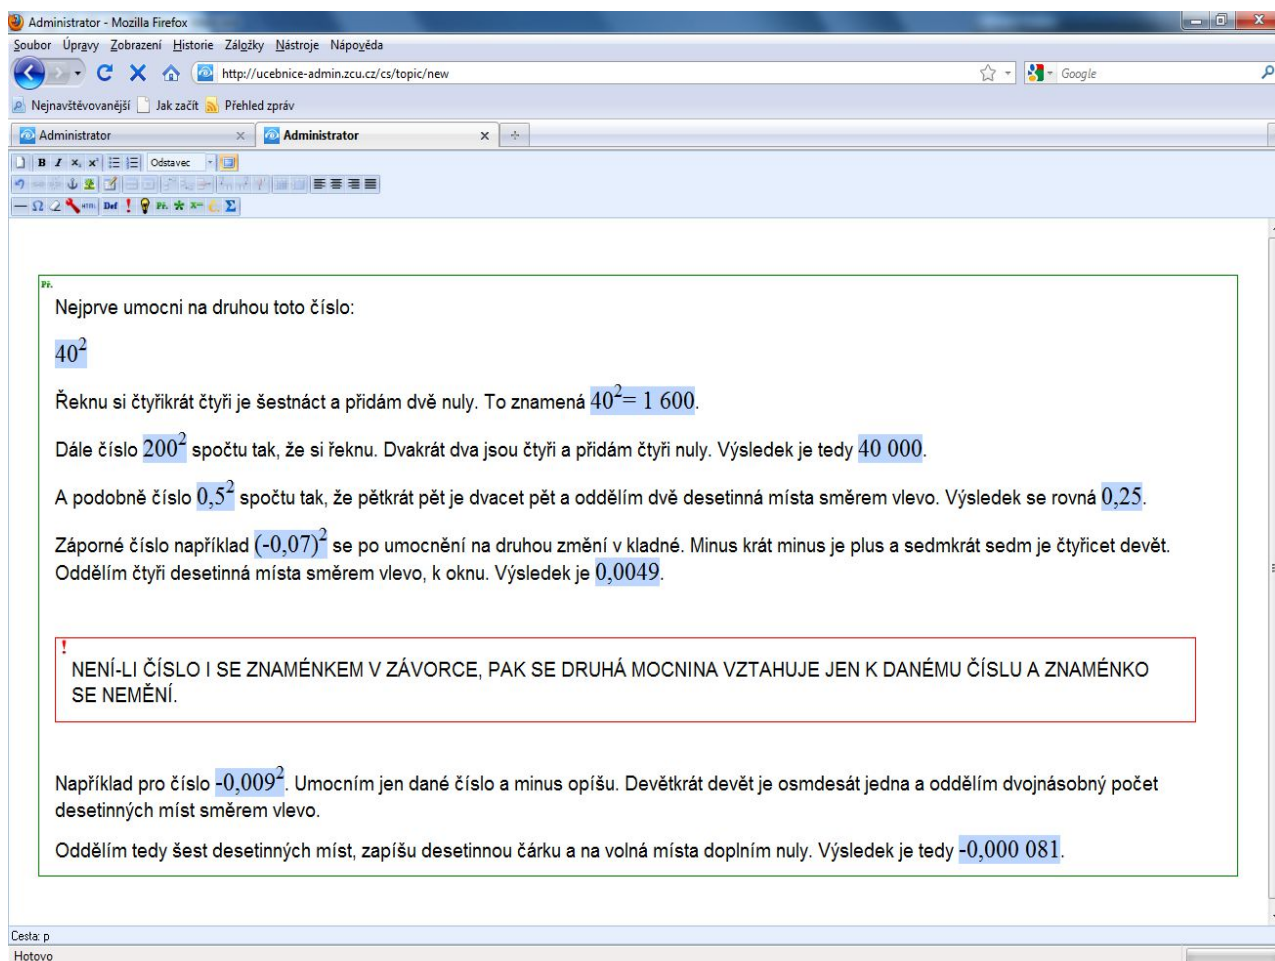 Administrator - Mozilla Firefox
Soubor Úpravy Zobrazení Historie Záložky Nástroje Nápověda
http://ucebnice-admin.zcu.cz/cs/topic/new Google
Nejnavštěvovanější Jak začít Přehled zpráv
Administrator Administrator
B I x₂ x² Odstavec
HTML Def ! Př. X=
Př.
Nejprve umocni na druhou toto číslo:
40²
Řeknu si čtyřikrát čtyři je šestnáct a přidám dvě nuly. To znamená 40²= 1 600.
Dále číslo 200² spočtu tak, že si řeknu. Dvakrát dva jsou čtyři a přidám čtyři nuly. Výsledek je tedy 40 000.
A podobně číslo 0,5² spočtu tak, že pětkrát pět je dvacet pět a oddělím dvě desetinná místa směrem vlevo. Výsledek se rovná 0,25.
Záporné číslo například (-0,07)² se po umocnění na druhou změní v kladné. Minus krát minus je plus a sedmkrát sedm je čtyřicet devět.
Oddělím čtyři desetinná místa směrem vlevo, k oknu. Výsledek je 0,0049.
!
NENÍ-LI ČÍSLO I SE ZNAMÉNKEM V ZÁVORCE, PAK SE DRUHÁ MOCNINA VZTAHUJE JEN K DANÉMU ČÍSLU A ZNAMÉNKO
SE NEMĚNÍ.
Například pro číslo -0,009². Umocním jen dané číslo a minus opíšu. Devětkrát devět je osmdesát jedna a oddělím dvojnásobný počet
desetinných míst směrem vlevo.
Oddělím tedy šest desetinných míst, zapíšu desetinnou čárku a na volná místa doplním nuly. Výsledek je tedy -0,000 081.
Cesta: p
Hotovo